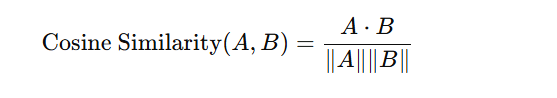 Cosine Similarity(A, B) = A · B / ‖A‖‖B‖